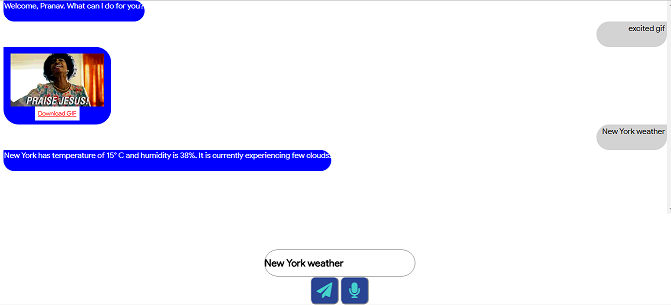 Welcome, Pranav. What can I do for you?
excited gif
PRAISE JESUS!
Download GIF
New York weather
New York has temperature of 15° C and humidity is 38%. It is currently experiencing few clouds.
New York weather